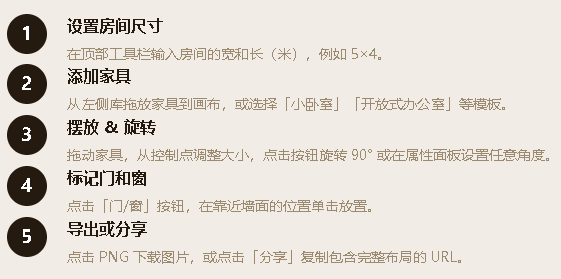 1 设置房间尺寸
在顶部工具栏输入房间的宽和长（米），例如 5×4。
2 添加家具
从左侧库拖放家具到画布，或选择「小卧室」「开放式办公室」等模板。
3 摆放 & 旋转
拖动家具，从控制点调整大小，点击按钮旋转 90° 或在属性面板设置任意角度。
4 标记门和窗
点击「门/窗」按钮，在靠近墙面的位置单击放置。
5 导出或分享
点击 PNG 下载图片，或点击「分享」复制包含完整布局的 URL。